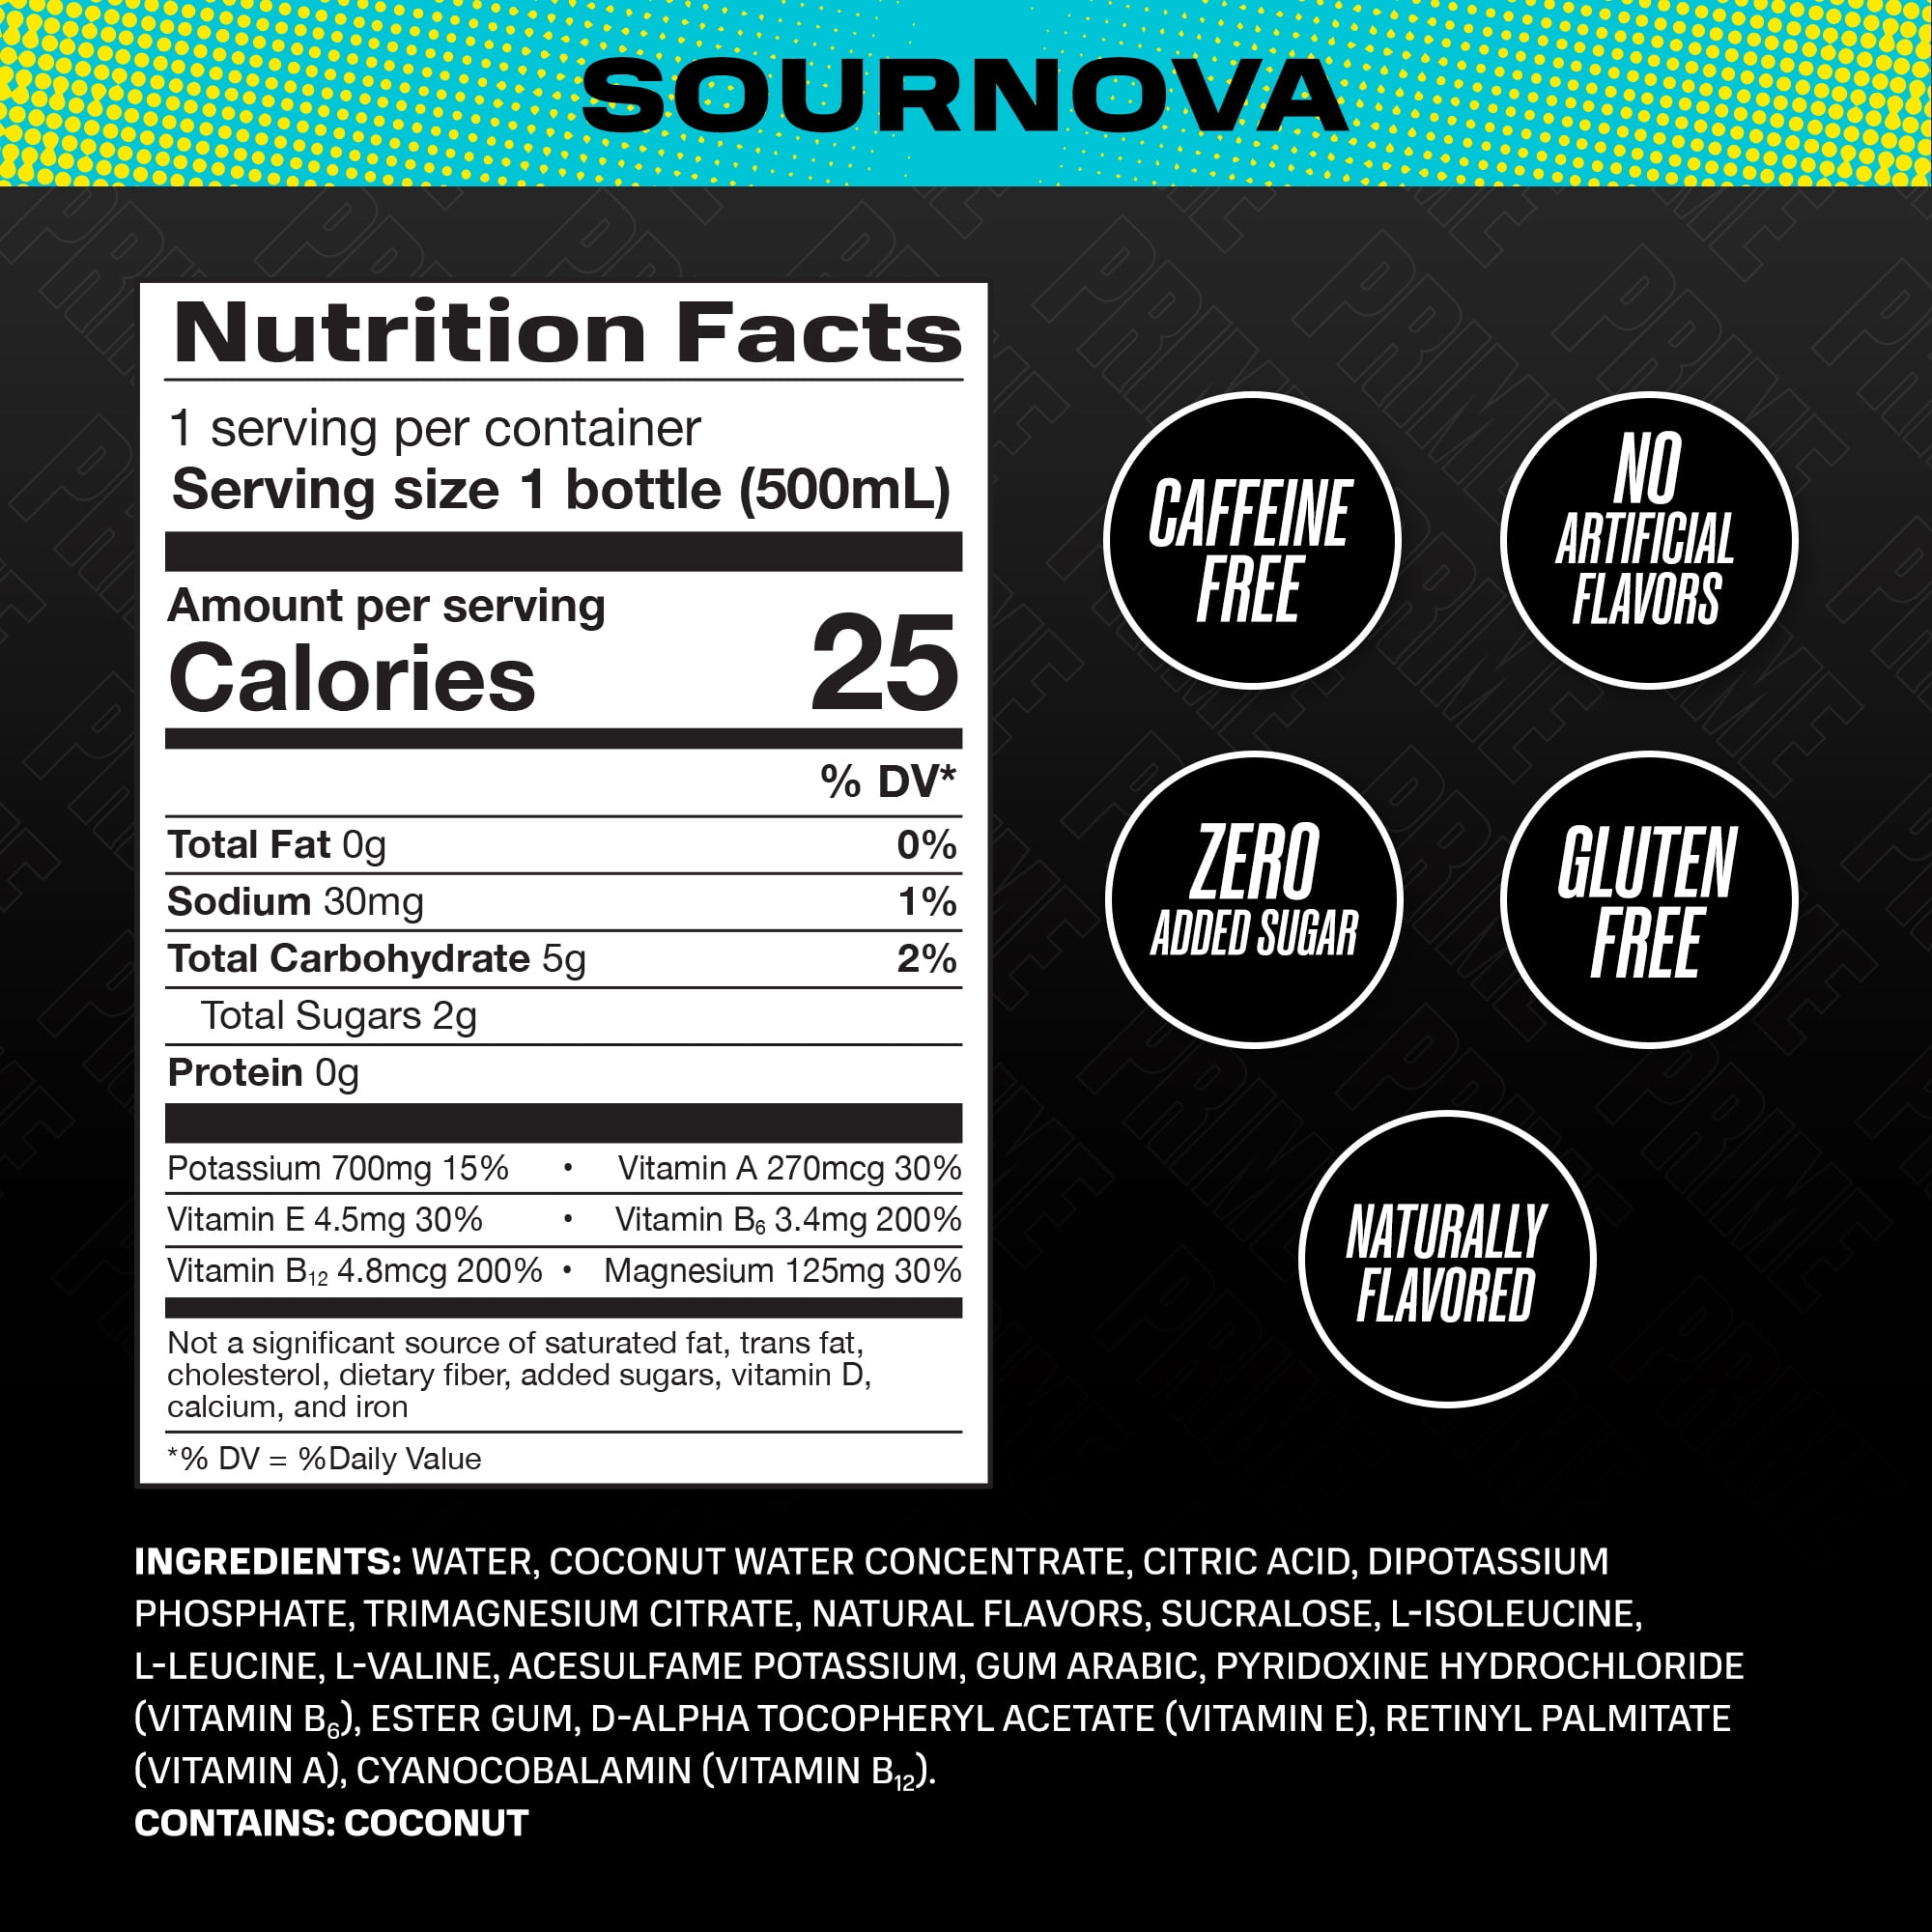 SOURNOVA
Nutrition Facts
1 serving per container
Serving size 1 bottle (500mL)
Amount per serving
Calories 25
% DV*
Total Fat 0g 0%
Sodium 30mg 1%
Total Carbohydrate 5g 2%
Total Sugars 2g
Protein 0g
Potassium 700mg 15% • Vitamin A 270mcg 30%
Vitamin E 4.5mg 30% • Vitamin B₆ 3.4mg 200%
Vitamin B₁₂ 4.8mcg 200% • Magnesium 125mg 30%
Not a significant source of saturated fat, trans fat,
cholesterol, dietary fiber, added sugars, vitamin D,
calcium, and iron
*% DV = %Daily Value
CAFFEINE
FREE
NO
ARTIFICIAL
FLAVORS
ZERO
ADDED SUGAR
GLUTEN
FREE
NATURALLY
FLAVORED
PRIME
INGREDIENTS: WATER, COCONUT WATER CONCENTRATE, CITRIC ACID, DIPOTASSIUM
PHOSPHATE, TRIMAGNESIUM CITRATE, NATURAL FLAVORS, SUCRALOSE, L-ISOLEUCINE,
L-LEUCINE, L-VALINE, ACESULFAME POTASSIUM, GUM ARABIC, PYRIDOXINE HYDROCHLORIDE
(VITAMIN B₆), ESTER GUM, D-ALPHA TOCOPHERYL ACETATE (VITAMIN E), RETINYL PALMITATE
(VITAMIN A), CYANOCOBALAMIN (VITAMIN B₁₂).
CONTAINS: COCONUT